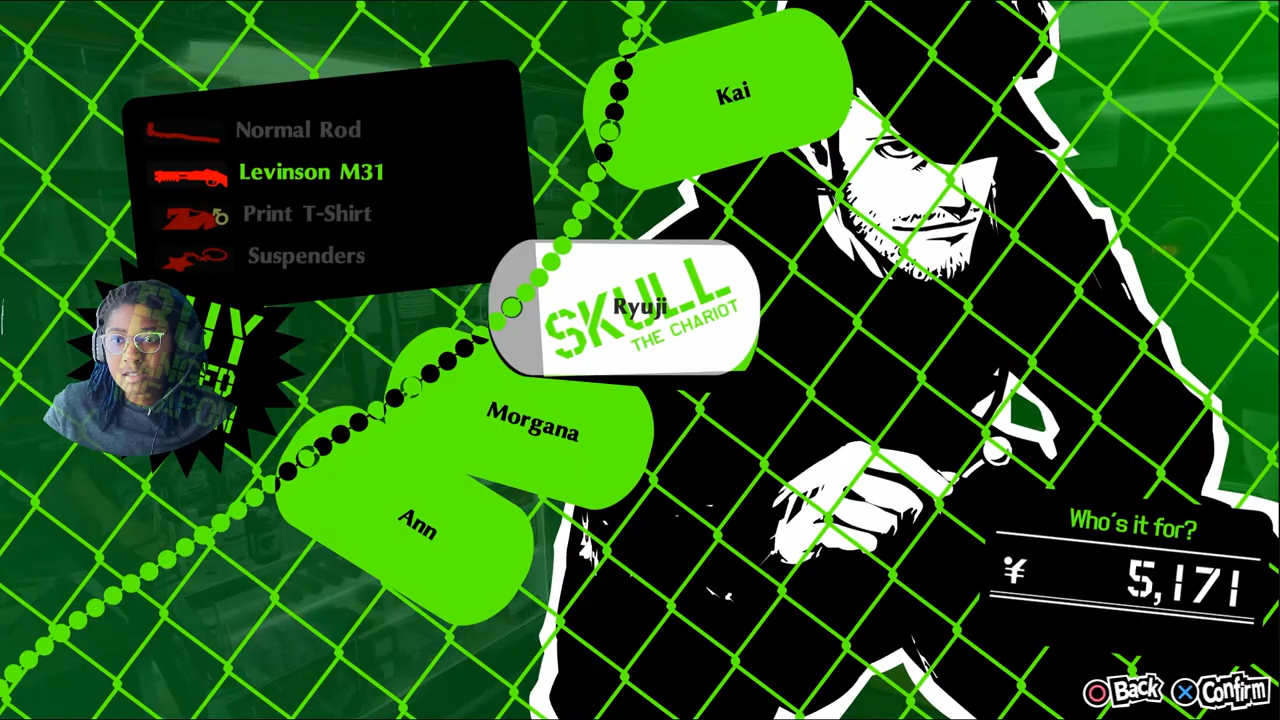 Normal Rod
Levinson M31
Print T-Shirt
Suspenders
Kai
Ryuji
SKULL
THE CHARIOT
Morgana
Ann
Who's it for?
¥ 5,171
Back Confirm